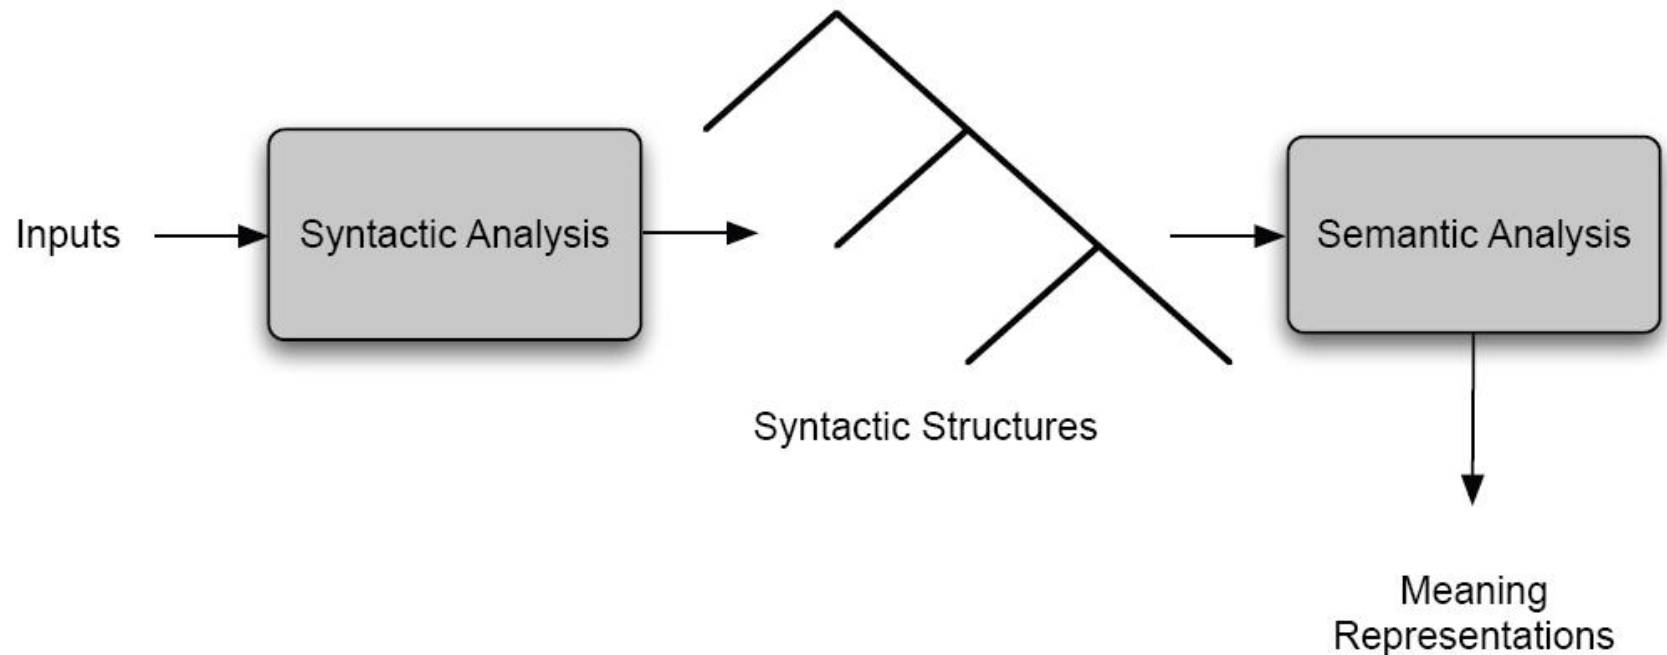 Inputs
Syntactic Analysis
Semantic Analysis
Syntactic Structures
Meaning
Representations